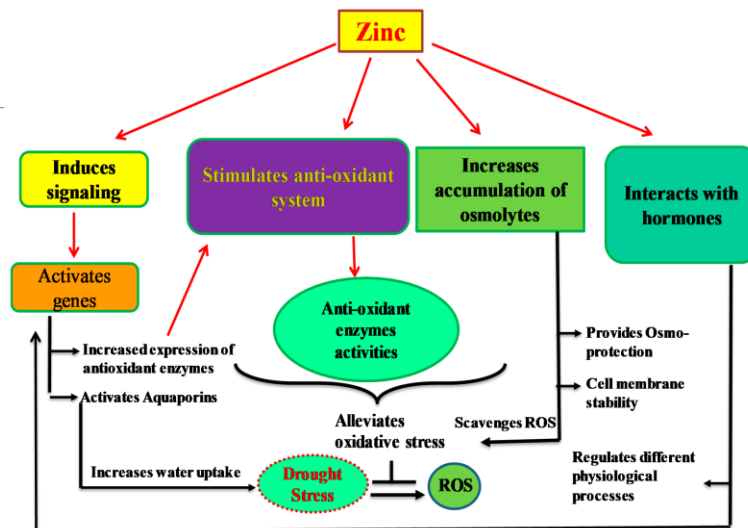 Zinc
Induces
signaling
Stimulates anti-oxidant
system
Increases
accumulation of
osmolytes
Interacts with
hormones
Activates
genes
Anti-oxidant
enzymes
activities
Increased expression of
antioxidant enzymes
Activates Aquaporins
Provides Osmo-
protection
Cell membrane
stability
Alleviates
oxidative stress
Scavenges ROS
Increases water uptake
Drought
Stress
ROS
Regulates different
physiological
processes